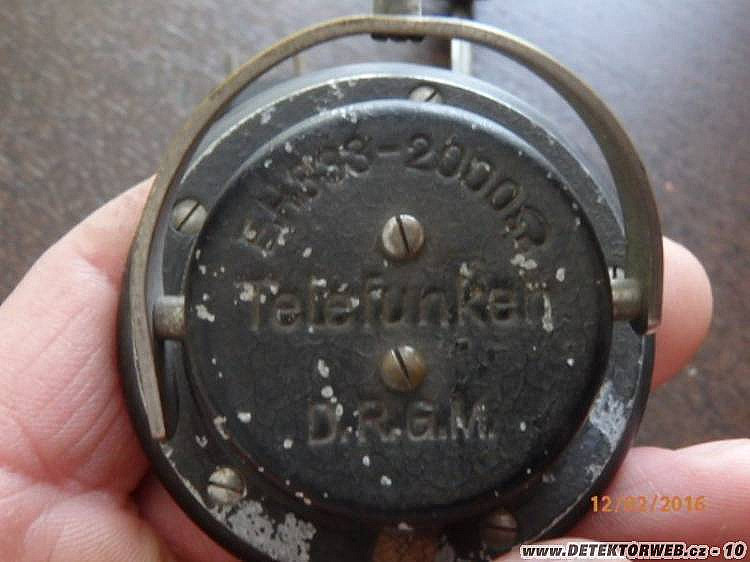 EH333-2000Ω
Telefunken
D.R.G.M.
12/02/2016
www.DETEKTORWEB.cz - 10